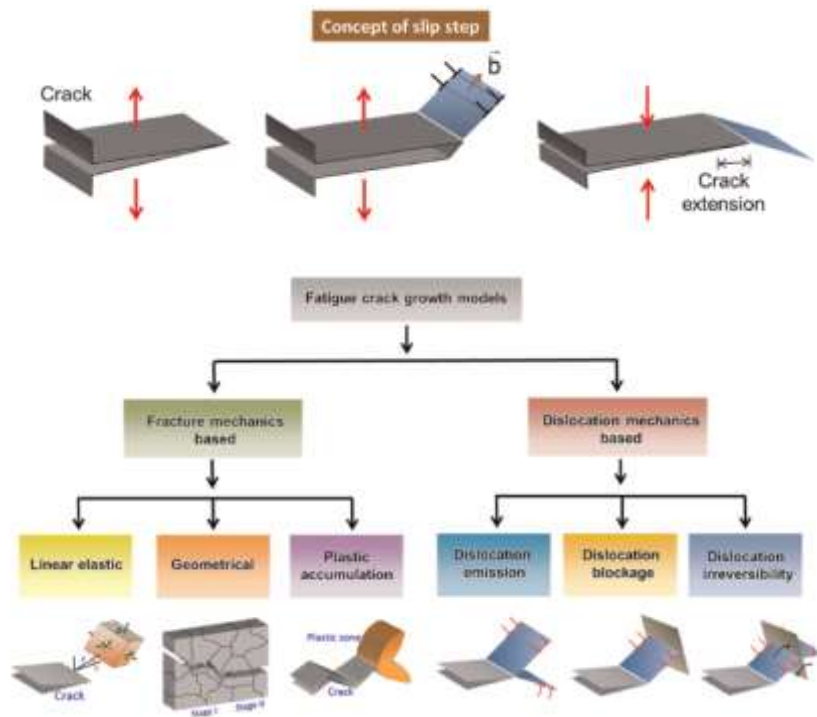 Concept of slip step
Crack
b
Crack
extension
Fatigue crack growth models
Fracture mechanics
based
Dislocation mechanics
based
Linear elastic
Geometrical
Plastic
accumulation
Dislocation
emission
Dislocation
blockage
Dislocation
irreversibility
Crack
Stage I
Stage II
Plastic zone
Crack